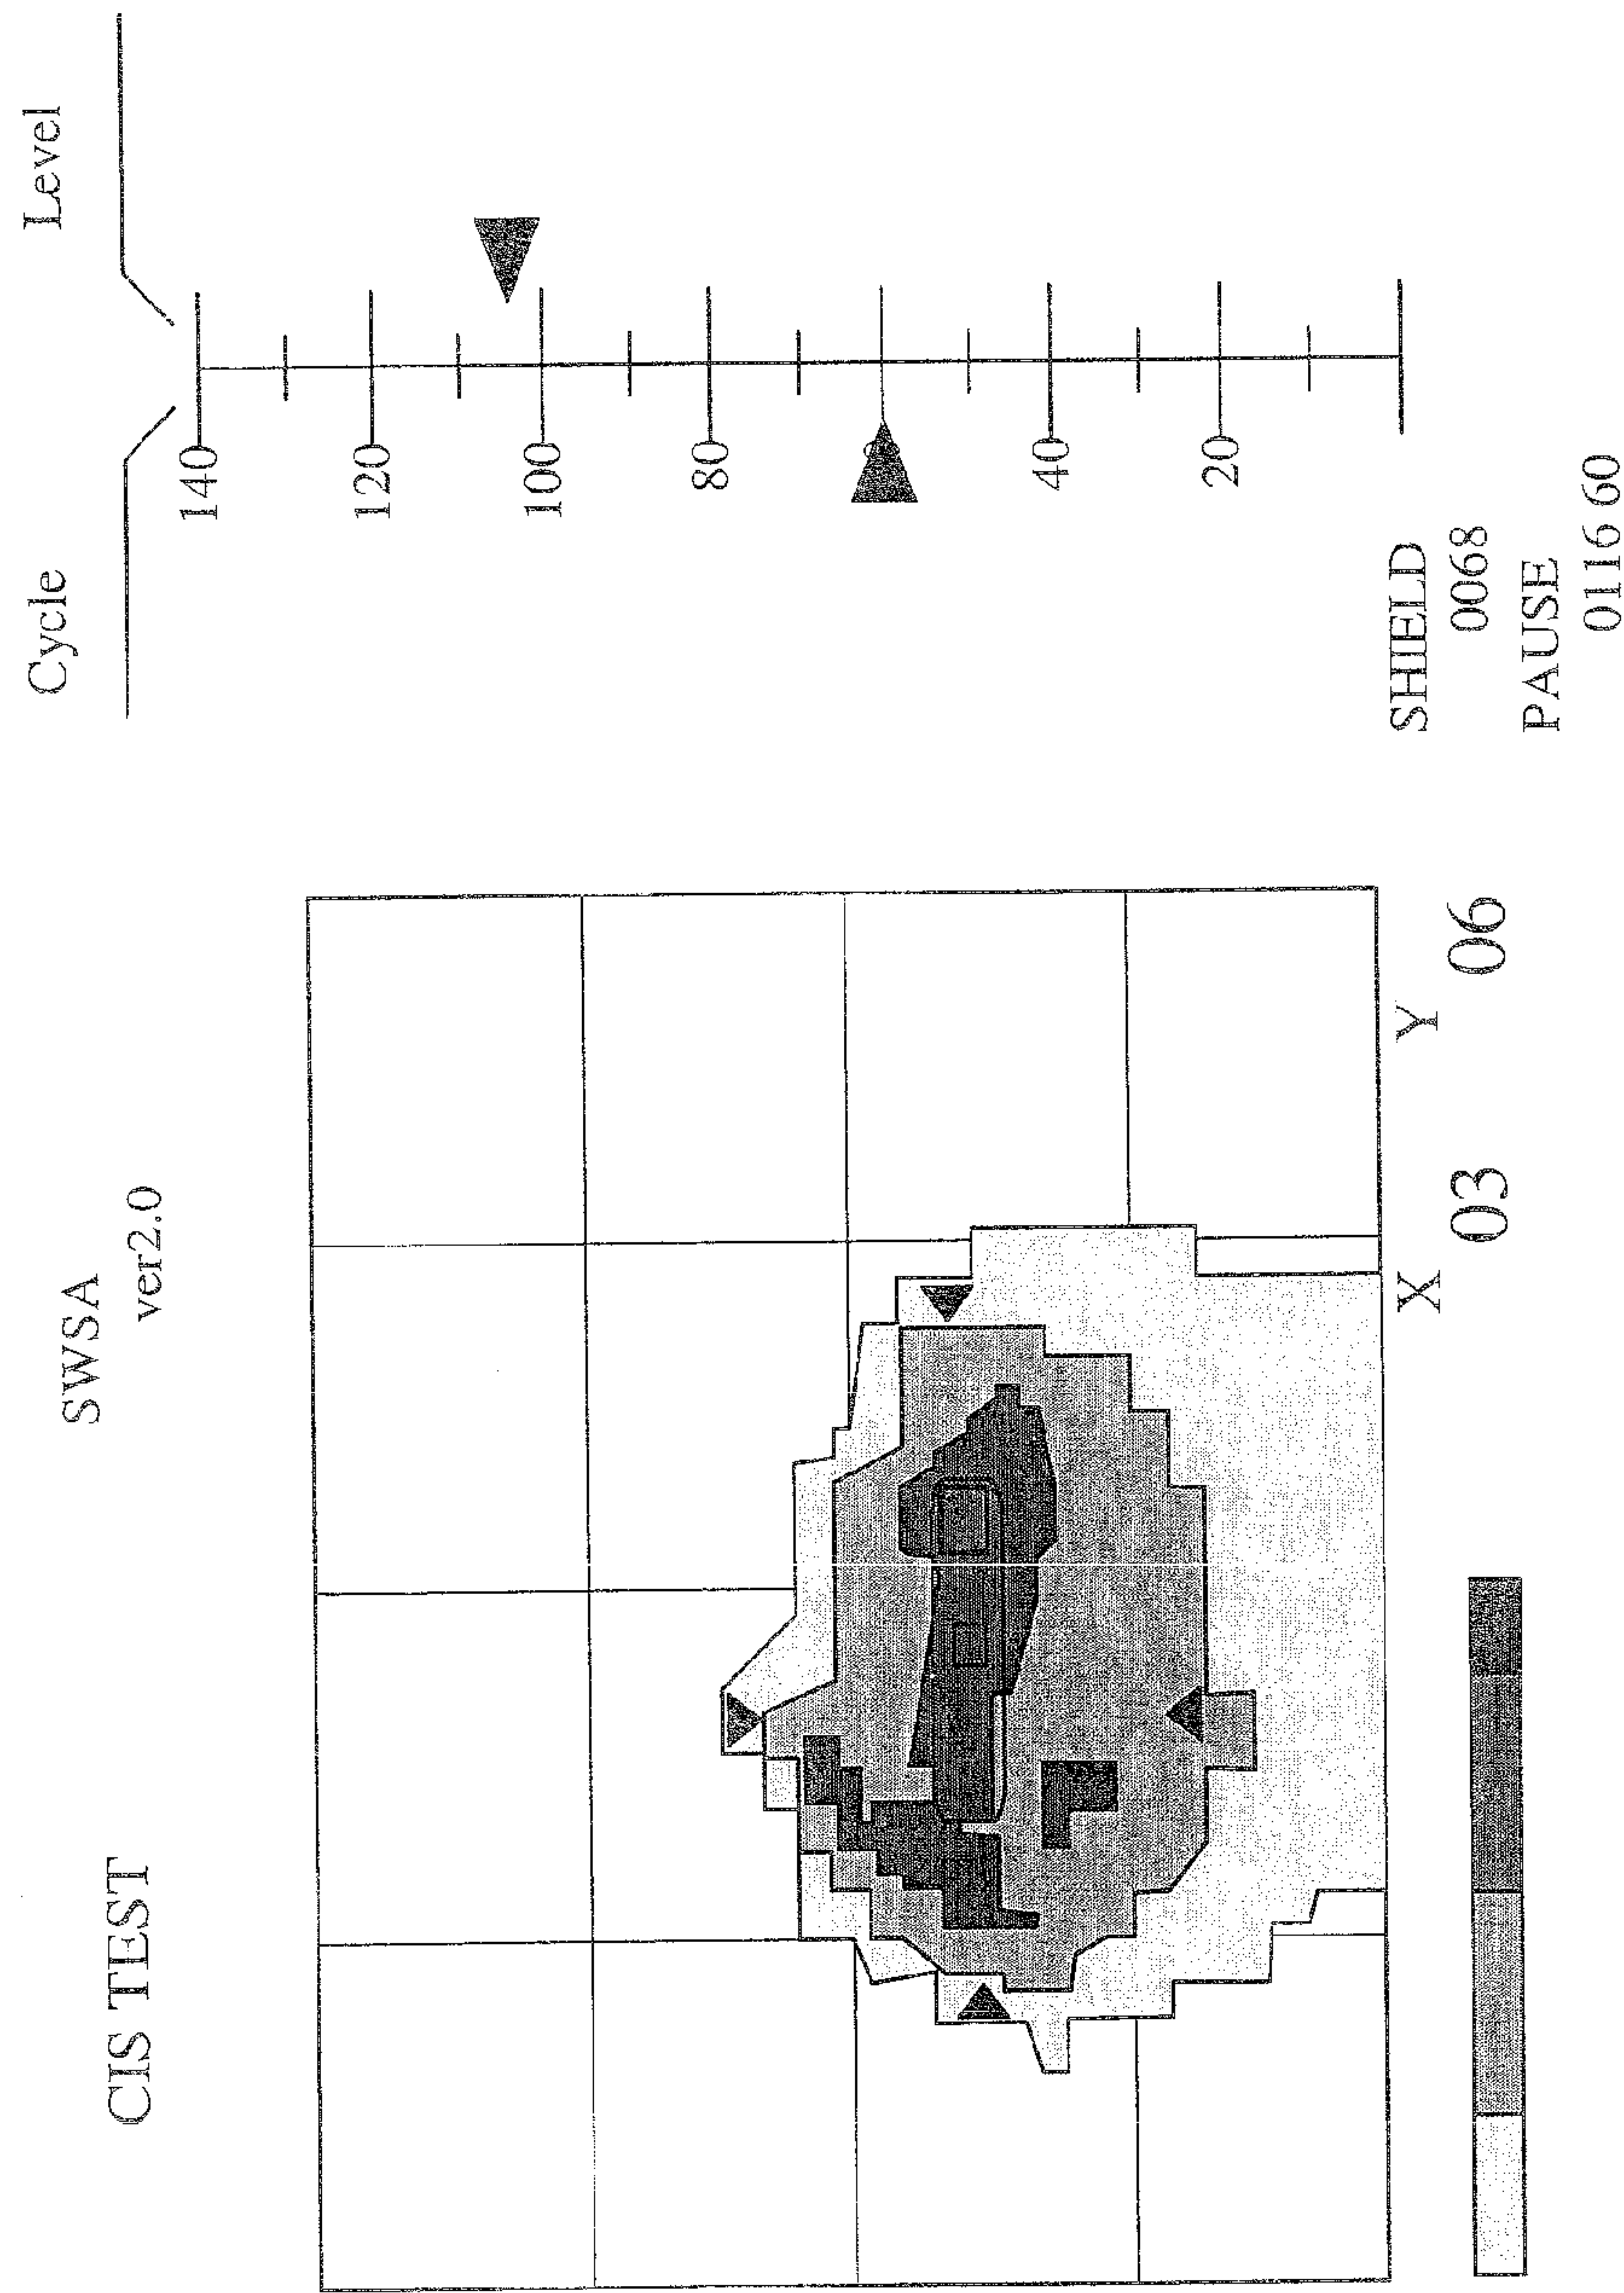 CIS TEST
SWSA
ver2.0
X Y
03 06
Cycle Level
140
120
100
80
40
20
SHIELD
0068
PAUSE
0116 60